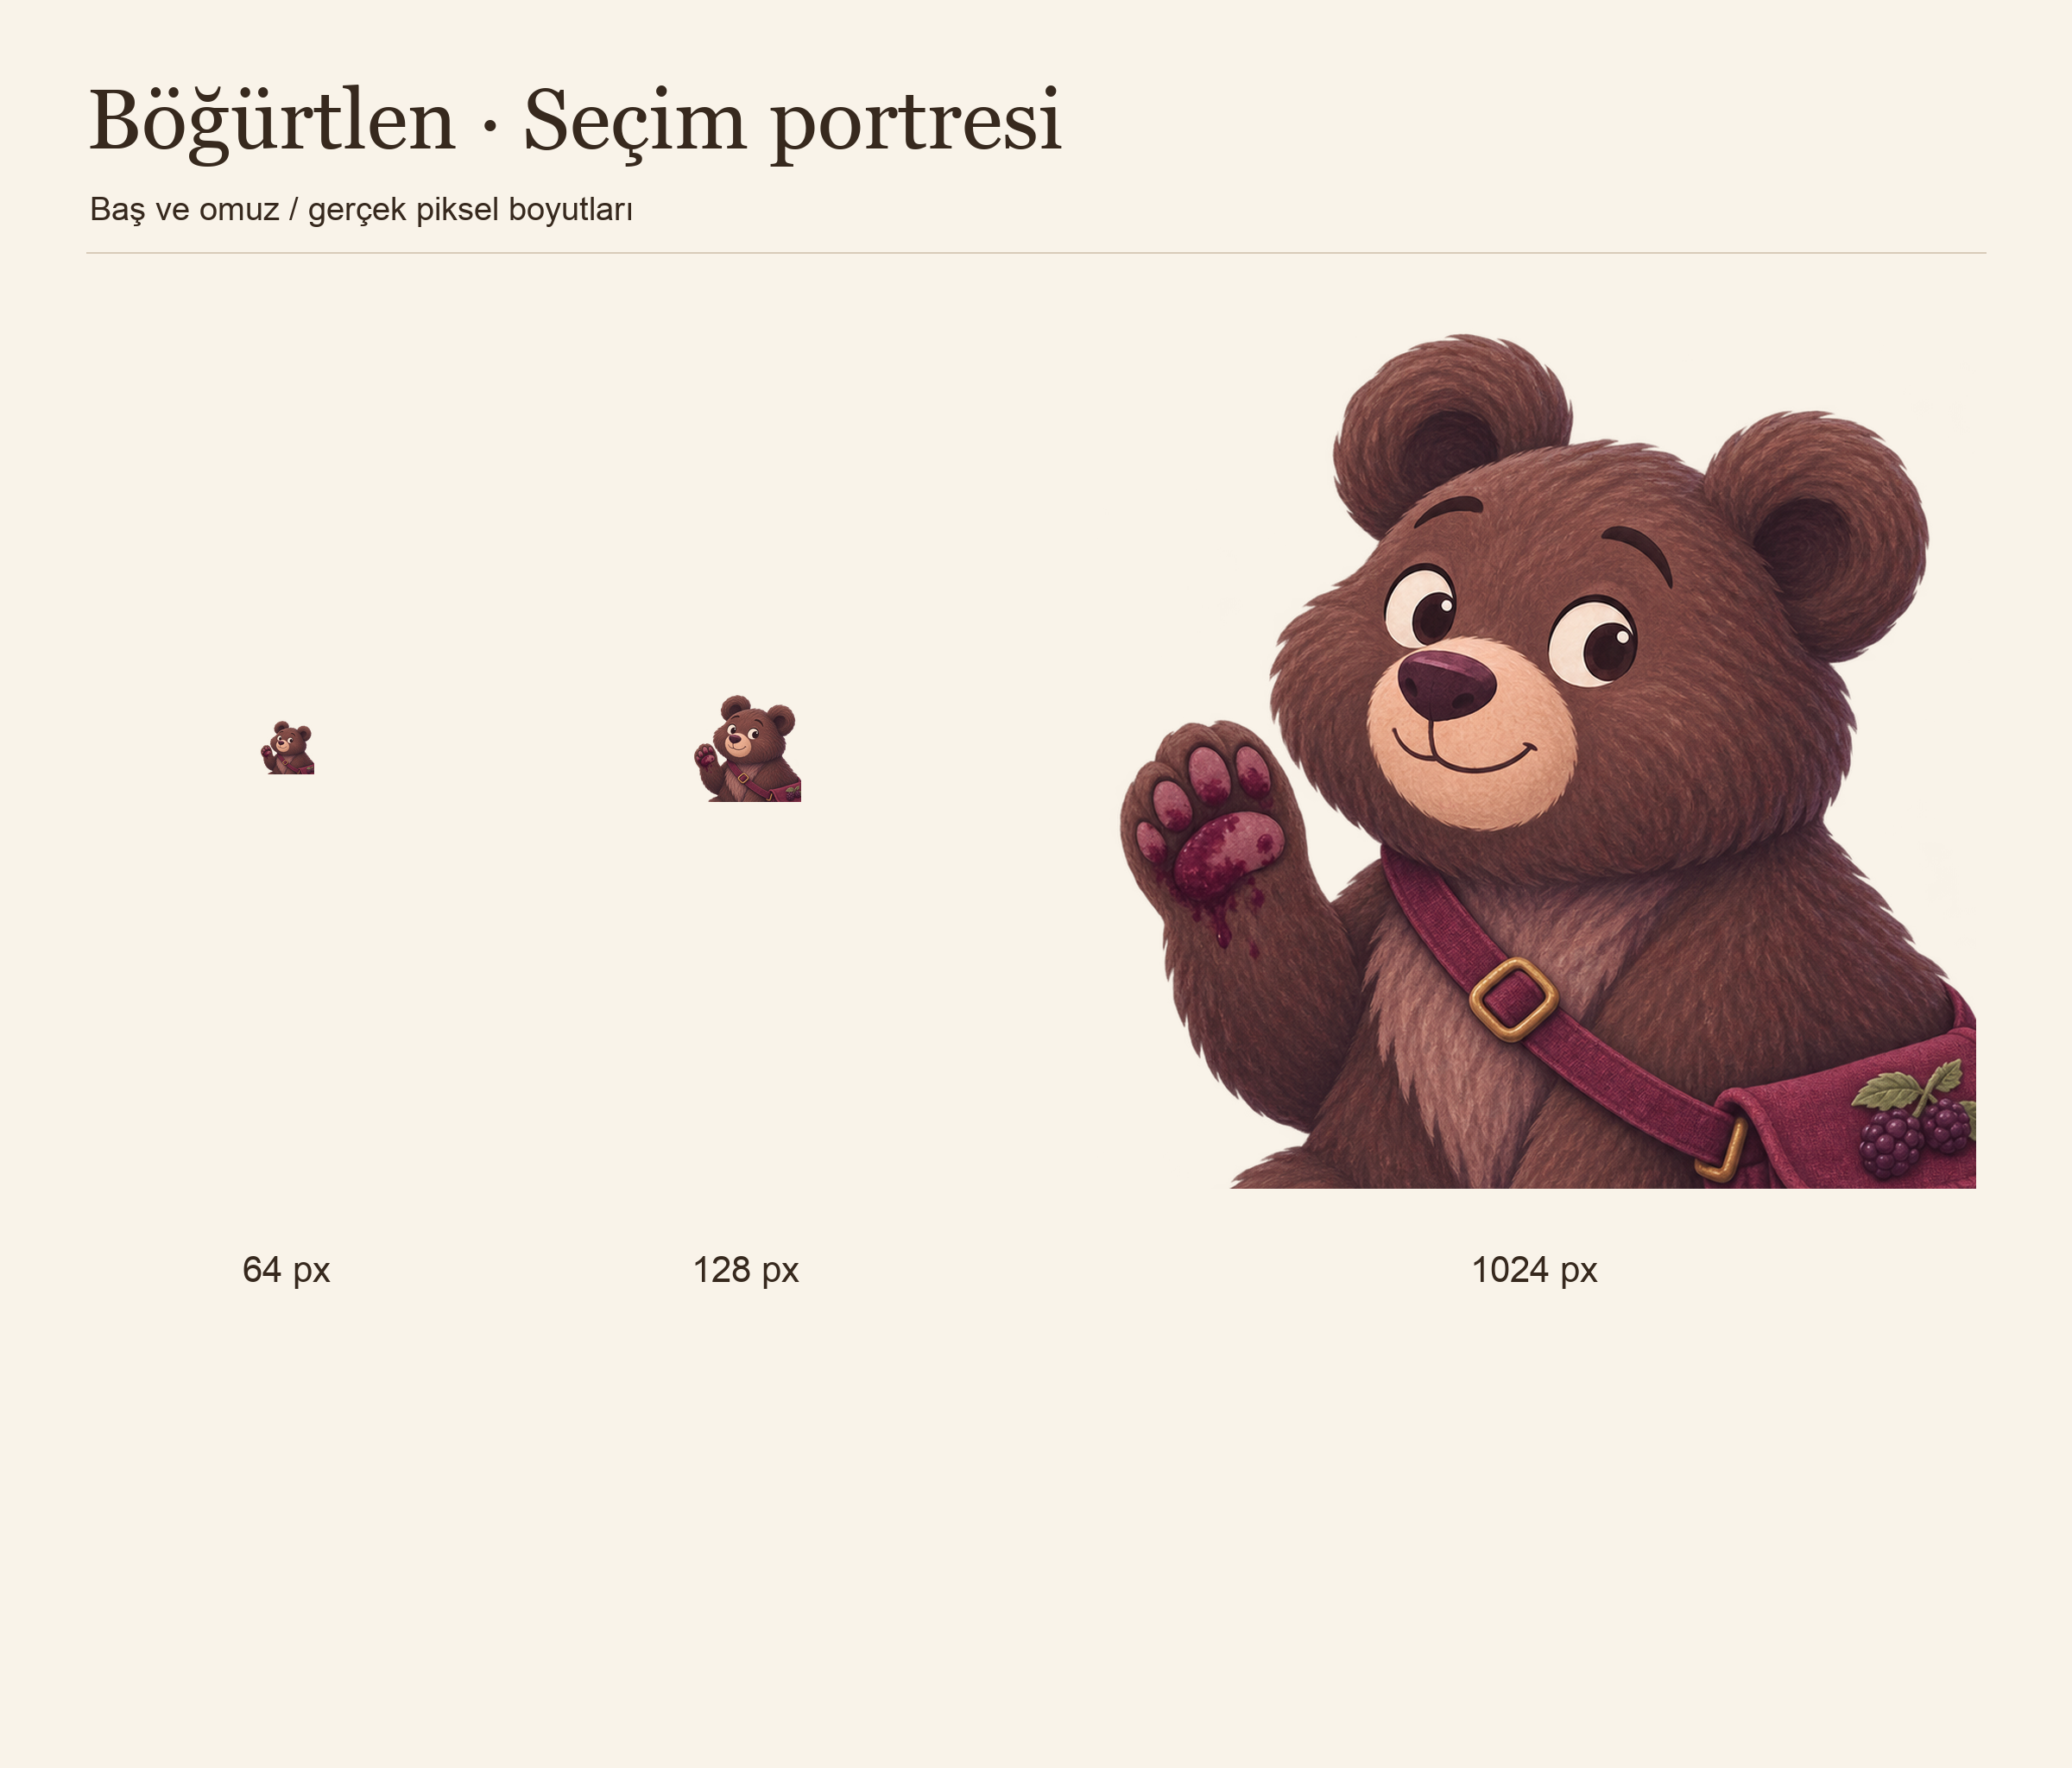 Böğürtlen · Seçim portresi
Baş ve omuz / gerçek piksel boyutları
64 px
128 px
1024 px